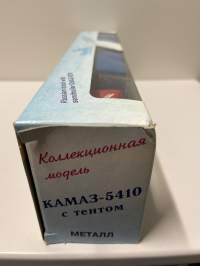 Коллекционная
модель
КАМАЗ-5410
с тентом
МЕТАЛЛ